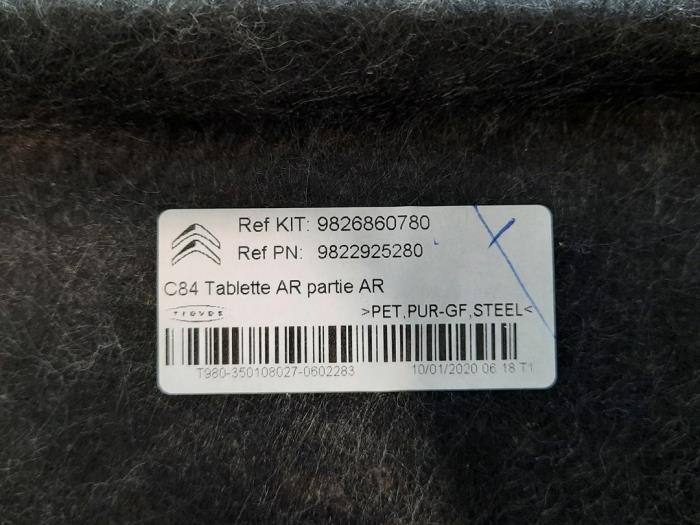 Ref KIT: 9826860780
Ref PN: 9822925280
C84 Tablette AR partie AR
>PET,PUR-GF,STEEL<
T980-350108027-0602283
10/01/2020 06 18 T1